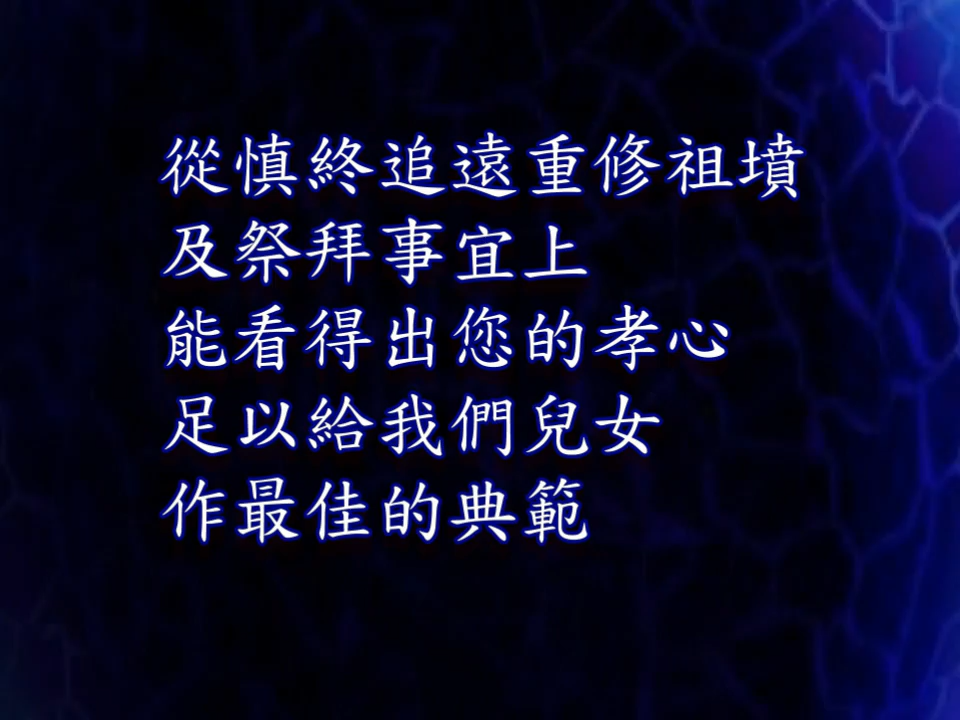 從慎終追遠重修祖墳
及祭拜事宜上
能看得出您的孝心
足以給我們兒女
作最佳的典範